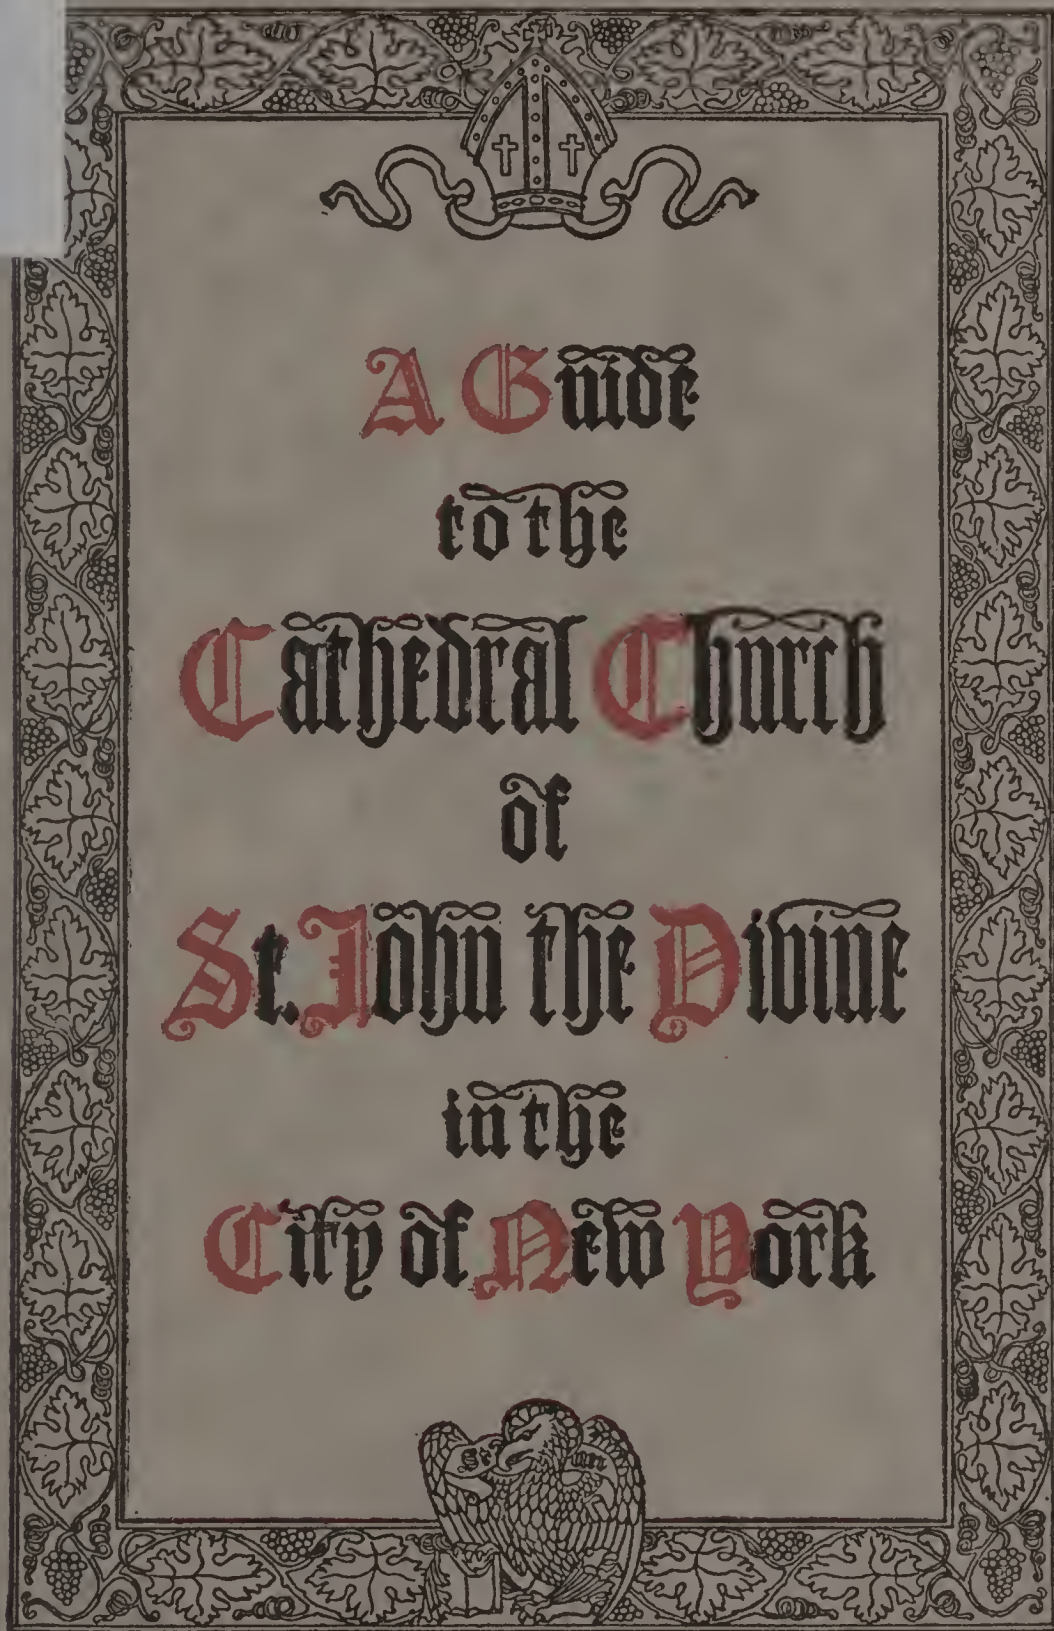 A Guide
to the
Cathedral Church
of
St. John the Divine
in the
City of New York